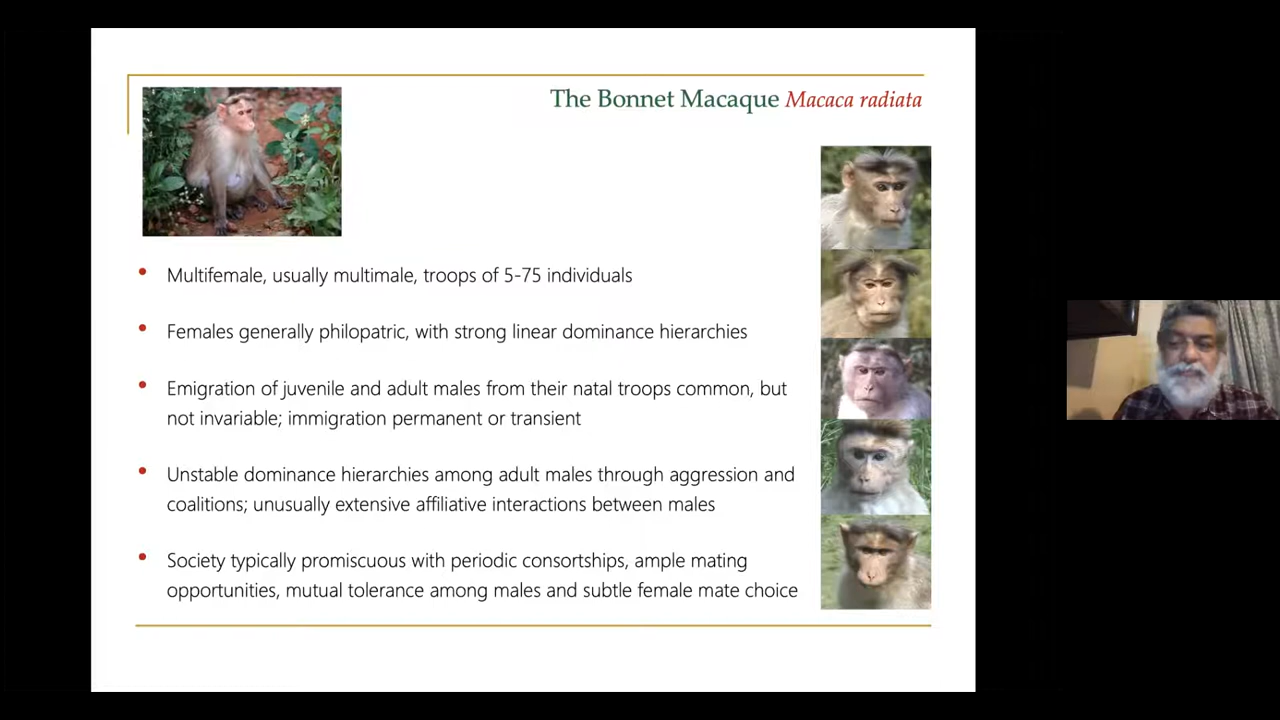 The Bonnet Macaque Macaca radiata
• Multifemale, usually multimale, troops of 5-75 individuals
• Females generally philopatric, with strong linear dominance hierarchies
• Emigration of juvenile and adult males from their natal troops common, but
not invariable; immigration permanent or transient
• Unstable dominance hierarchies among adult males through aggression and
coalitions; unusually extensive affiliative interactions between males
• Society typically promiscuous with periodic consortships, ample mating
opportunities, mutual tolerance among males and subtle female mate choice